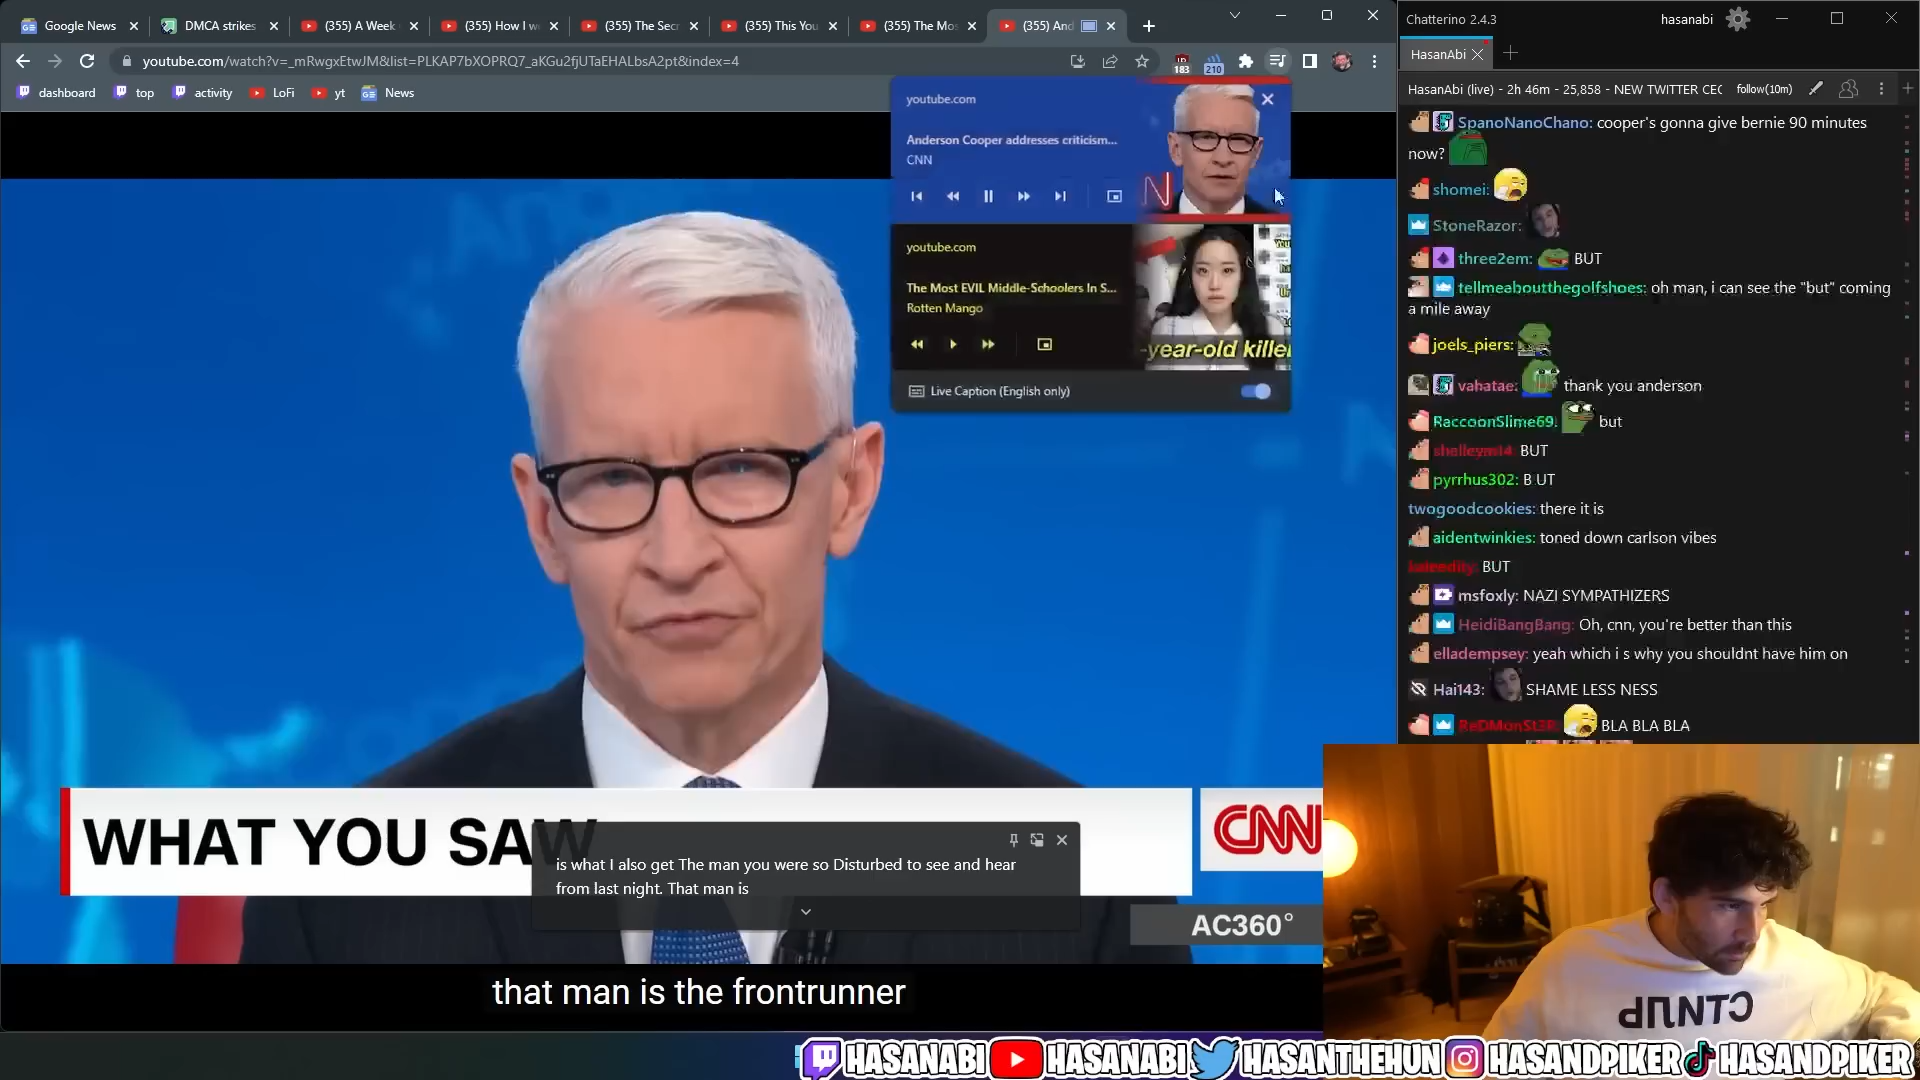 Google News
DMCA strikes
(355) A Week
(355) How I w
(355) The Secr
(355) This You
(355) The Mos
(355) And
youtube.com/watch?v=_mRwgxEtwJM&list=PLKAP7bXOPRQ7_aKGu2fjUTaEHALbsA2pt&index=4
183
210
dashboard
top
activity
LoFi
yt
News
youtube.com
Anderson Cooper addresses criticism...
CNN
youtube.com
The Most EVIL Middle-Schoolers In S...
Rotten Mango
-year-old kille
Live Caption (English only)
WHAT YOU SAW
CNN
is what I also get The man you were so Disturbed to see and hear
from last night. That man is
AC360°
that man is the frontrunner
Chatterino 2.4.3
hasanabi
HasanAbi
HasanAbi (live) - 2h 46m - 25,858 - NEW TWITTER CEO
follow(10m)
SpanoNanoChano: cooper's gonna give bernie 90 minutes
now?
shomei:
StoneRazor:
three2em: BUT
tellmeaboutthegolfshoes: oh man, i can see the "but" coming
a mile away
joels_piers:
vahatae: thank you anderson
RaccoonSlime69: but
shelleym14: BUT
pyrrhus302: B UT
twogoodcookies: there it is
aidentwinkies: toned down carlson vibes
BUT
msfoxly: NAZI SYMPATHIZERS
HeidiBangBang: Oh, cnn, you're better than this
elladempsey: yeah which i s why you shouldnt have him on
Hai143: SHAME LESS NESS
ReDMonSt3R: BLA BLA BLA
HASANABI
HASANABI
HASANTHEHUN
HASANDPIKER
HASANDPIKER